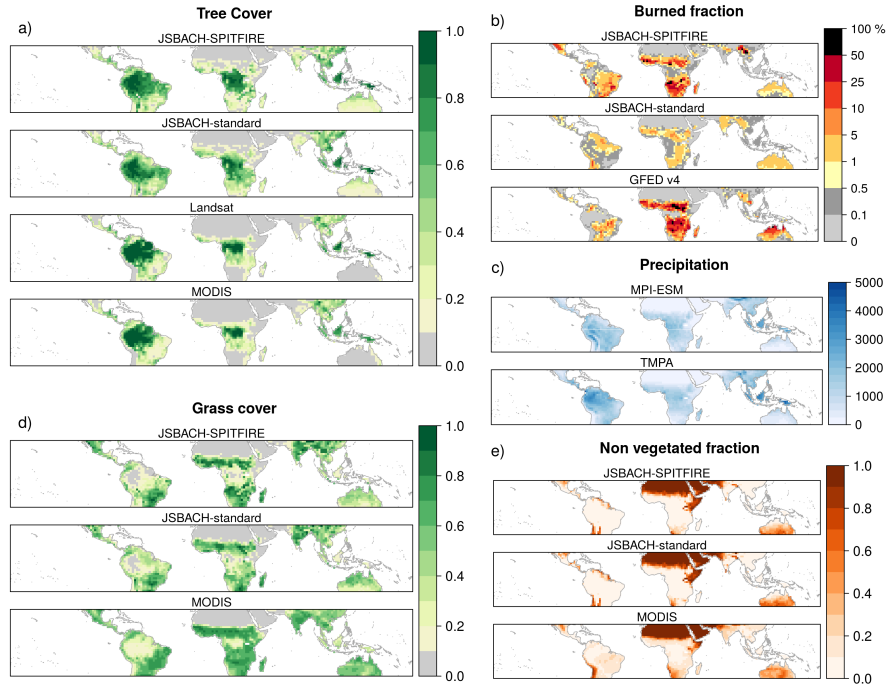 Tree Cover
a)
JSBACH-SPITFIRE
JSBACH-standard
Landsat
MODIS
1.0
0.8
0.6
0.4
0.2
0.0
Burned fraction
b)
JSBACH-SPITFIRE
JSBACH-standard
GFED v4
100 %
50
25
10
5
1
0.5
0.1
0
Precipitation
c)
MPI-ESM
TMPA
5000
4000
3000
2000
1000
0
Grass cover
d)
JSBACH-SPITFIRE
JSBACH-standard
MODIS
1.0
0.8
0.6
0.4
0.2
0.0
Non vegetated fraction
e)
JSBACH-SPITFIRE
JSBACH-standard
MODIS
1.0
0.8
0.6
0.4
0.2
0.0